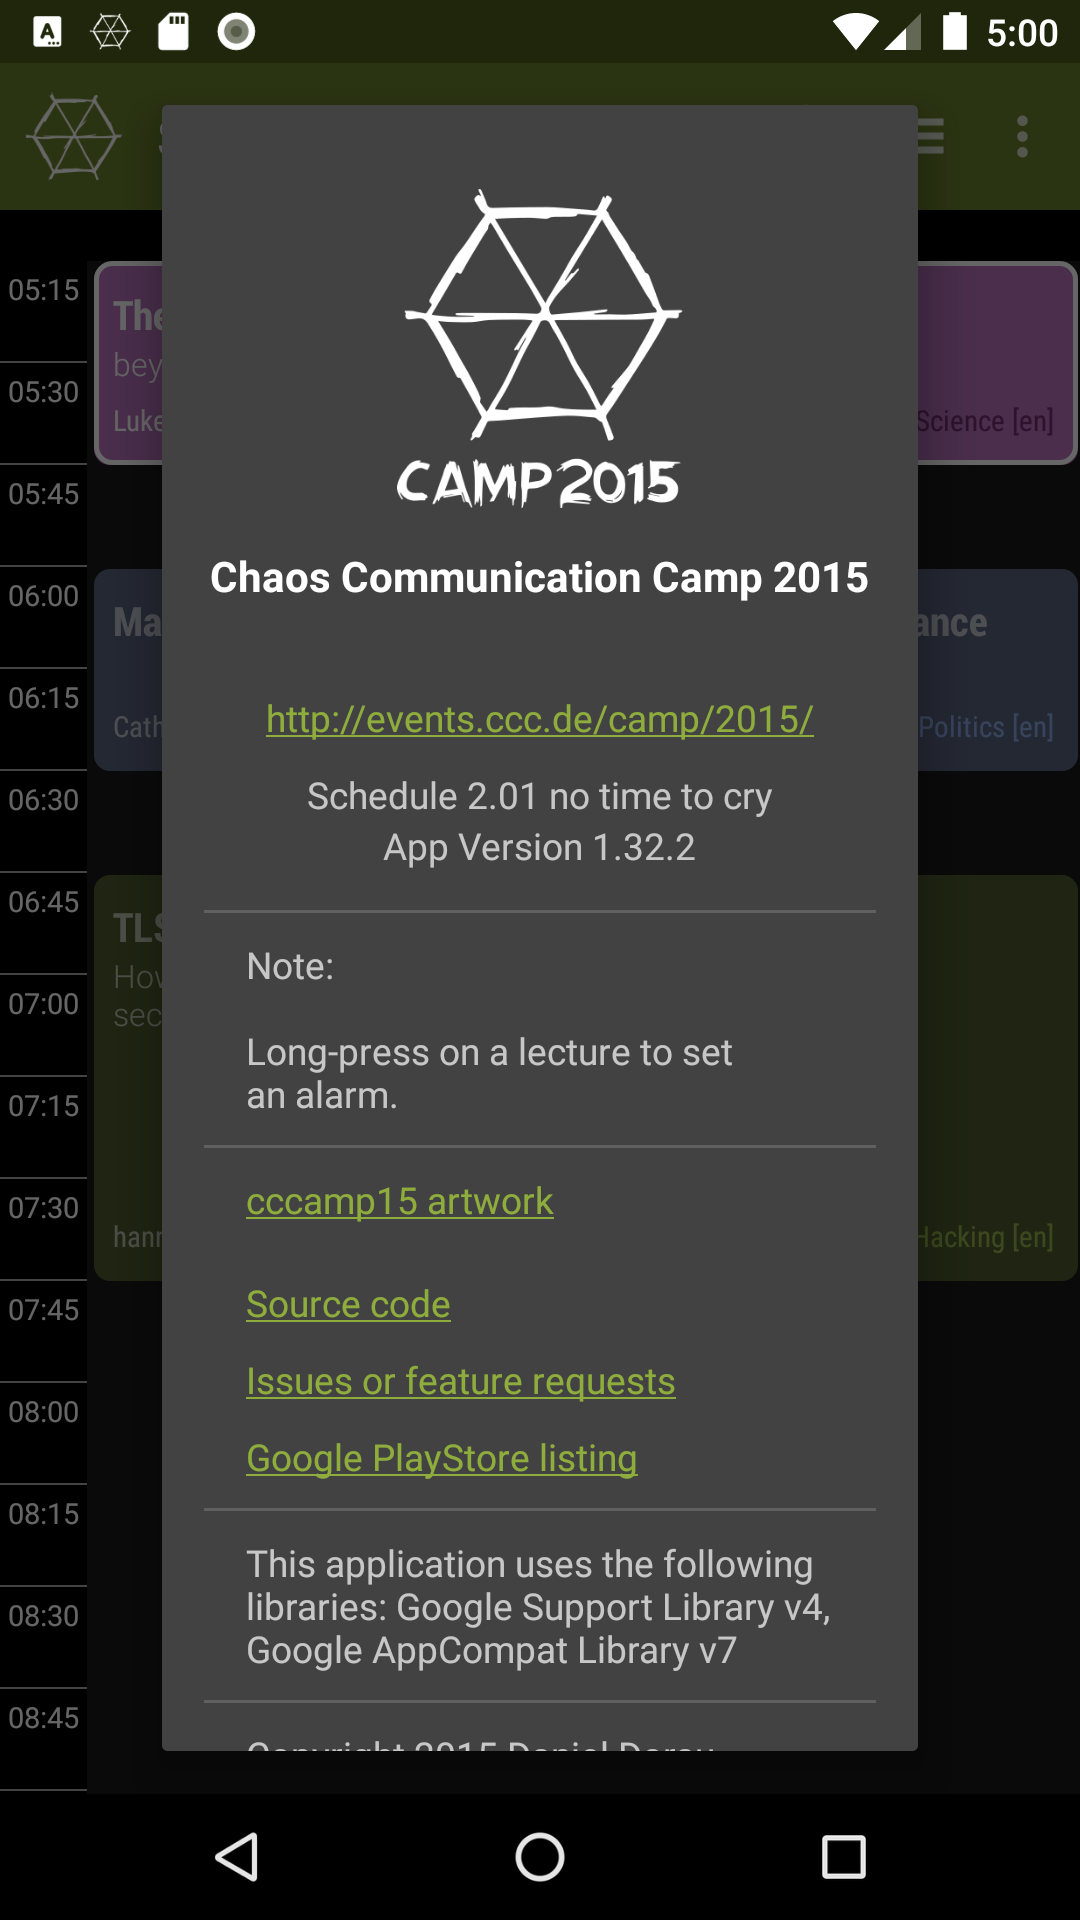 5:00
CAMP2015
Chaos Communication Camp 2015
http://events.ccc.de/camp/2015/
Schedule 2.01 no time to cry
App Version 1.32.2
Note:
Long-press on a lecture to set
an alarm.
cccamp15 artwork
Source code
Issues or feature requests
Google PlayStore listing
This application uses the following
libraries: Google Support Library v4,
Google AppCompat Library v7
05:15
The
bey
Luke
Science [en]
05:30
05:45
06:00
Ma
ance
06:15
Cath
Politics [en]
06:30
06:45
TLS
How
sec
07:00
07:15
07:30
hann
Hacking [en]
07:45
08:00
08:15
08:30
08:45